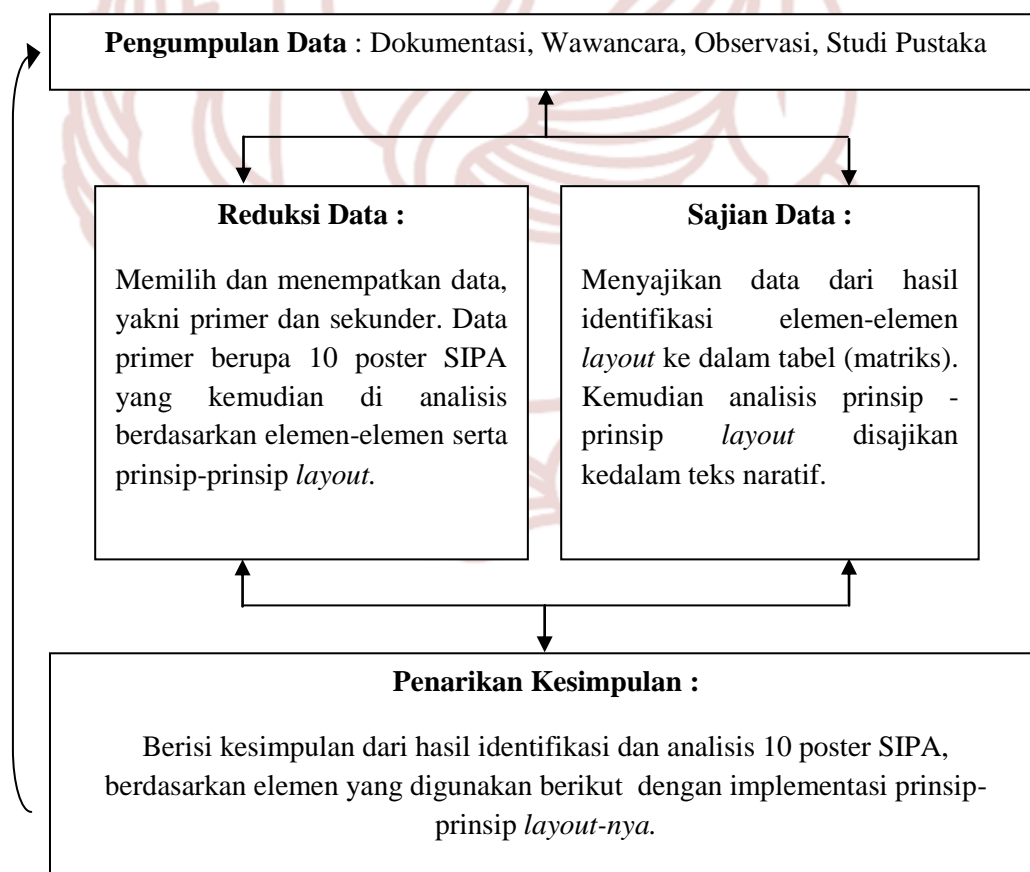 Pengumpulan Data : Dokumentasi, Wawancara, Observasi, Studi Pustaka
Reduksi Data :
Memilih dan menempatkan data,
yakni primer dan sekunder. Data
primer berupa 10 poster SIPA
yang kemudian di analisis
berdasarkan elemen-elemen serta
prinsip-prinsip layout.
Sajian Data :
Menyajikan data dari hasil
identifikasi elemen-elemen
layout ke dalam tabel (matriks).
Kemudian analisis prinsip -
prinsip layout disajikan
kedalam teks naratif.
Penarikan Kesimpulan :
Berisi kesimpulan dari hasil identifikasi dan analisis 10 poster SIPA,
berdasarkan elemen yang digunakan berikut dengan implementasi prinsip-
prinsip layout-nya.